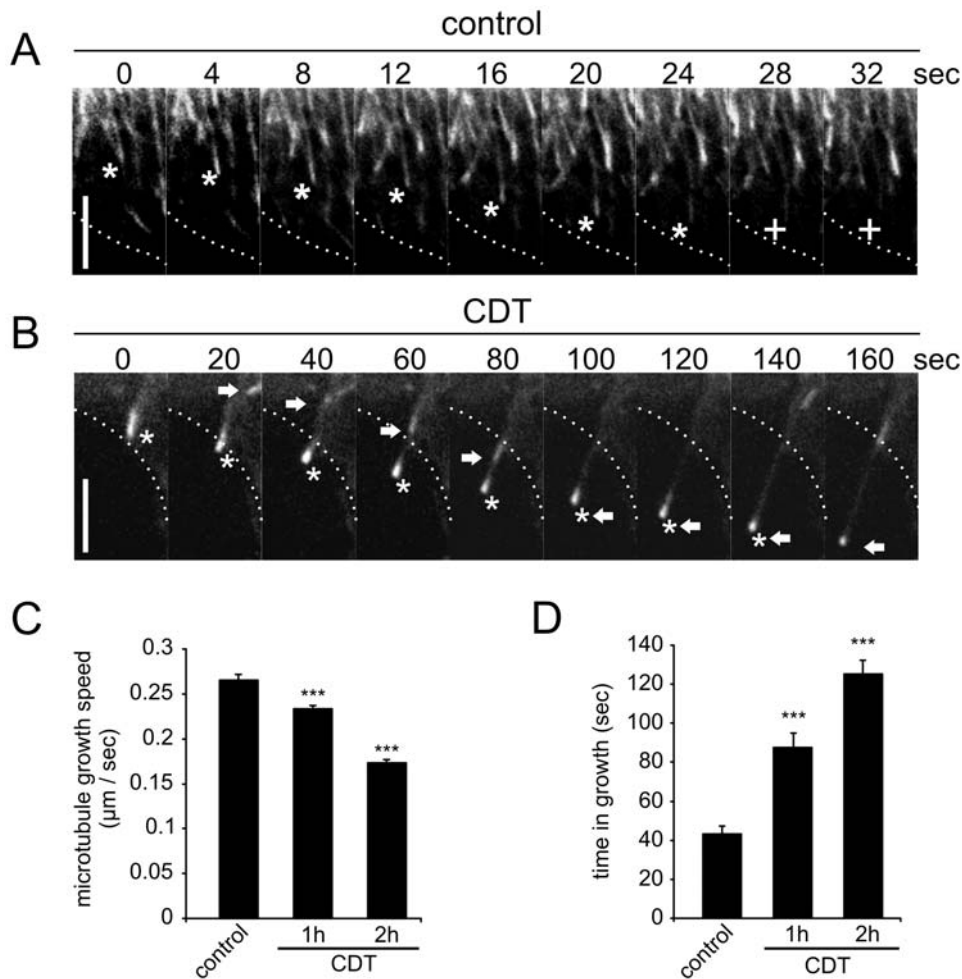 control
A
0 4 8 12 16 20 24 28 32 sec
* * * * * * * + +
CDT
B
0 20 40 60 80 100 120 140 160 sec
* * * * * * * *
C
microtubule growth speed
(µm / sec)
0.3
0.25
0.2
0.15
0.1
0.05
0
***
***
control
1h 2h
CDT
D
time in growth (sec)
140
120
100
80
60
40
20
0
***
***
control
1h 2h
CDT